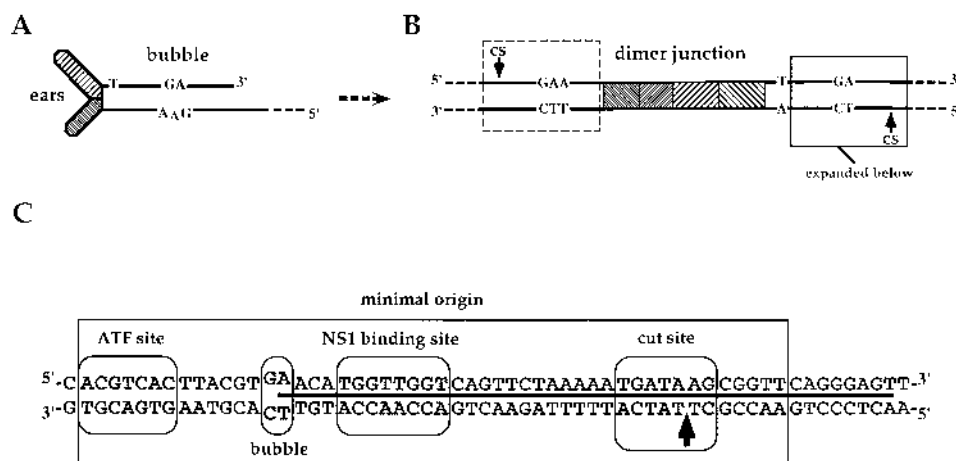 A
bubble
ears
T GA 3'
A A G 5'
B
dimer junction
cs
5' GAA T GA 3'
3' CTT A CT 5'
cs
expanded below
C
minimal origin
ATF site NS1 binding site cut site
5'-CACGTCACTTACGTGAACATGGTTGGTCAGTTCTAAAAATGATAAGCGGTTCAGGGAGTT-3'
3'-GTGCAGTGAATGCACTTGTACCAACCAGTCAAGATTTTTACTATTCGCCAAGTCCCTCAA-5'
bubble